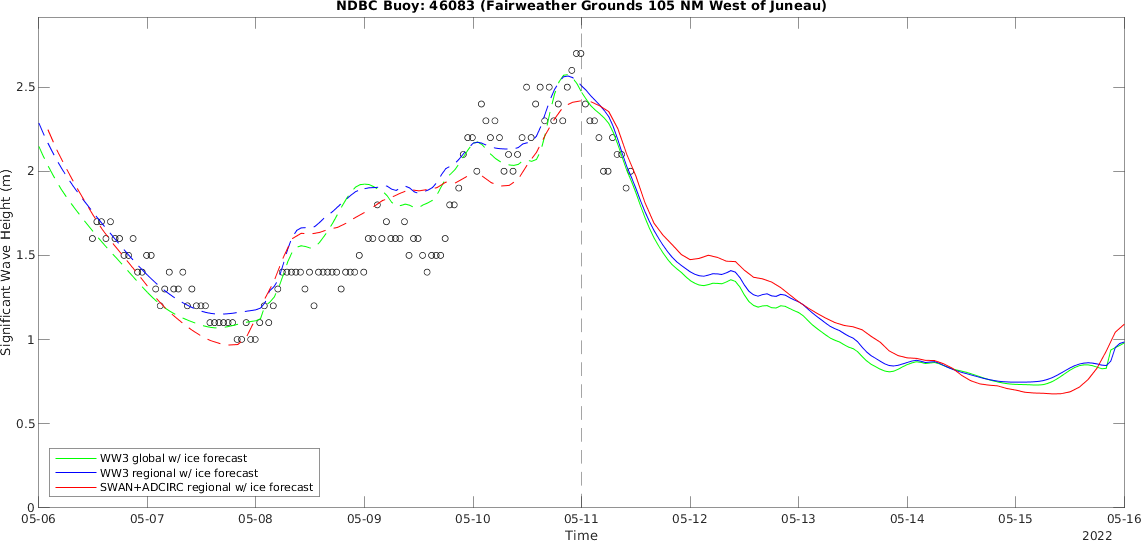 NDBC Buoy: 46083 (Fairweather Grounds 105 NM West of Juneau)
Significant Wave Height (m)
2.5
2
1.5
1
0.5
0
WW3 global w/ ice forecast
WW3 regional w/ ice forecast
SWAN+ADCIRC regional w/ ice forecast
05-06 05-07 05-08 05-09 05-10 05-11 05-12 05-13 05-14 05-15 05-16
Time
2022